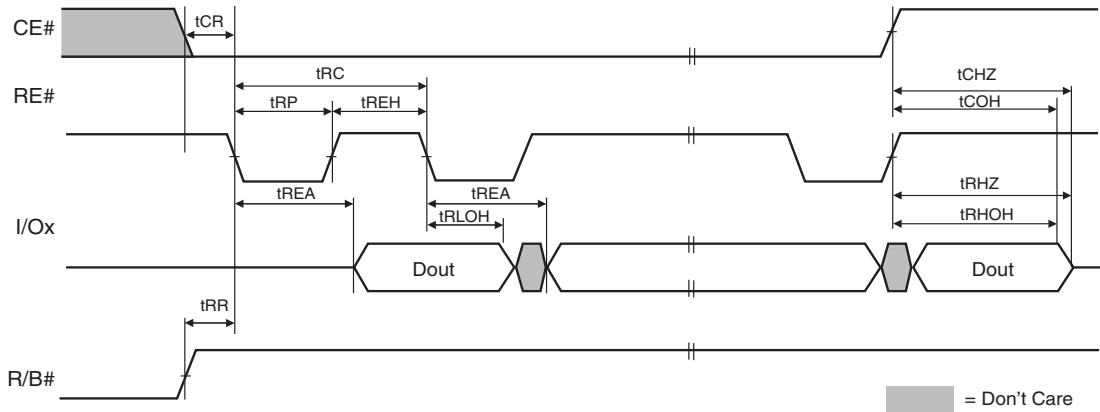 CE#
tCR
tRC
tCHZ
RE#
tRP
tREH
tCOH
tREA
tREA
tRHZ
tRLOH
tRHOH
I/Ox
Dout
Dout
tRR
R/B#
= Don't Care